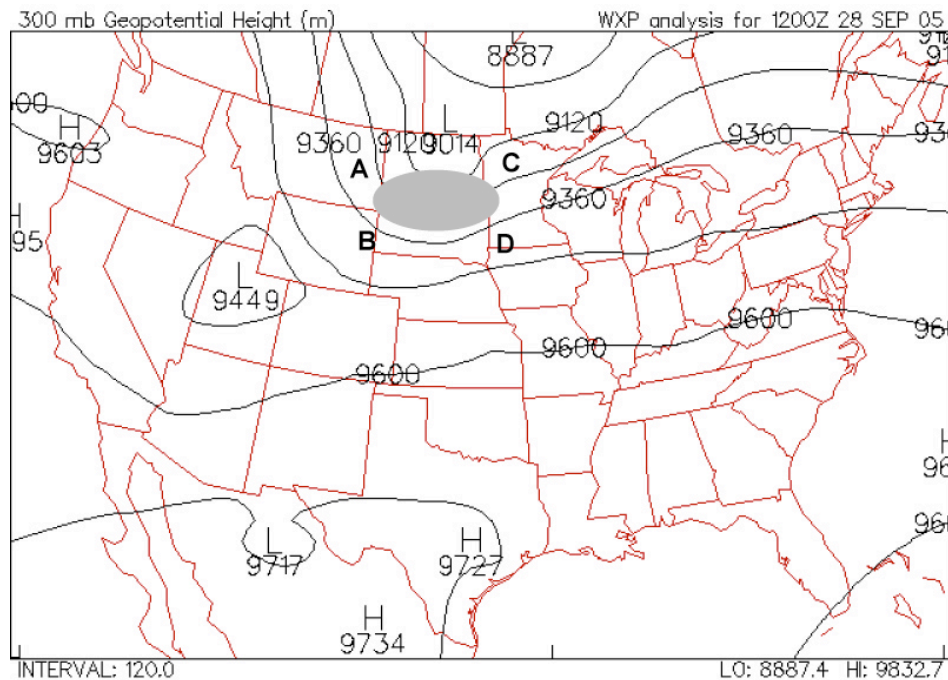 300 mb Geopotential Height (m) WXP analysis for 1200Z 28 SEP 05
L
8887
H
9603
L
9360 9120 9014 9120 9360
A C
9360
H
B D
L
9449
9600 9600 9600
L H
9717 9727
H
9734
INTERVAL: 120.0 LO: 8887.4 HI: 9832.7